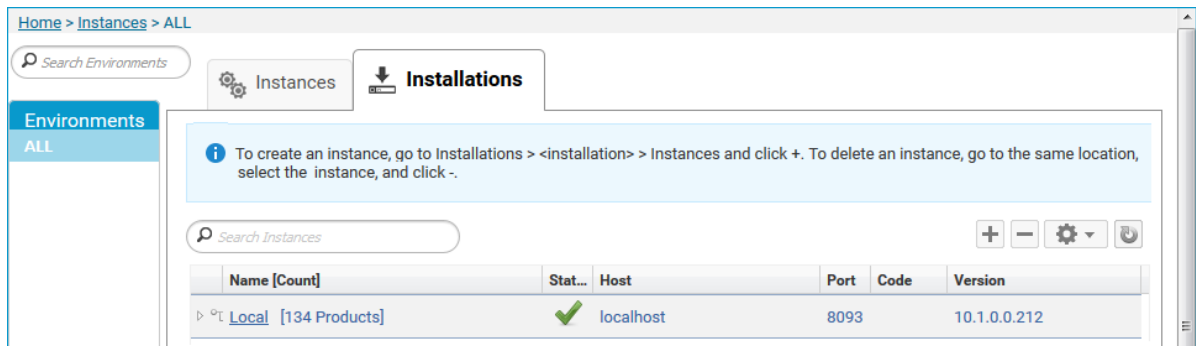 Home > Instances > ALL
Search Environments
Instances
Installations
Environments
ALL
To create an instance, go to Installations > <installation> > Instances and click +. To delete an instance, go to the same location,
select the instance, and click -.
Search Instances
Name [Count] Stat... Host Port Code Version
Local [134 Products] localhost 8093 10.1.0.0.212